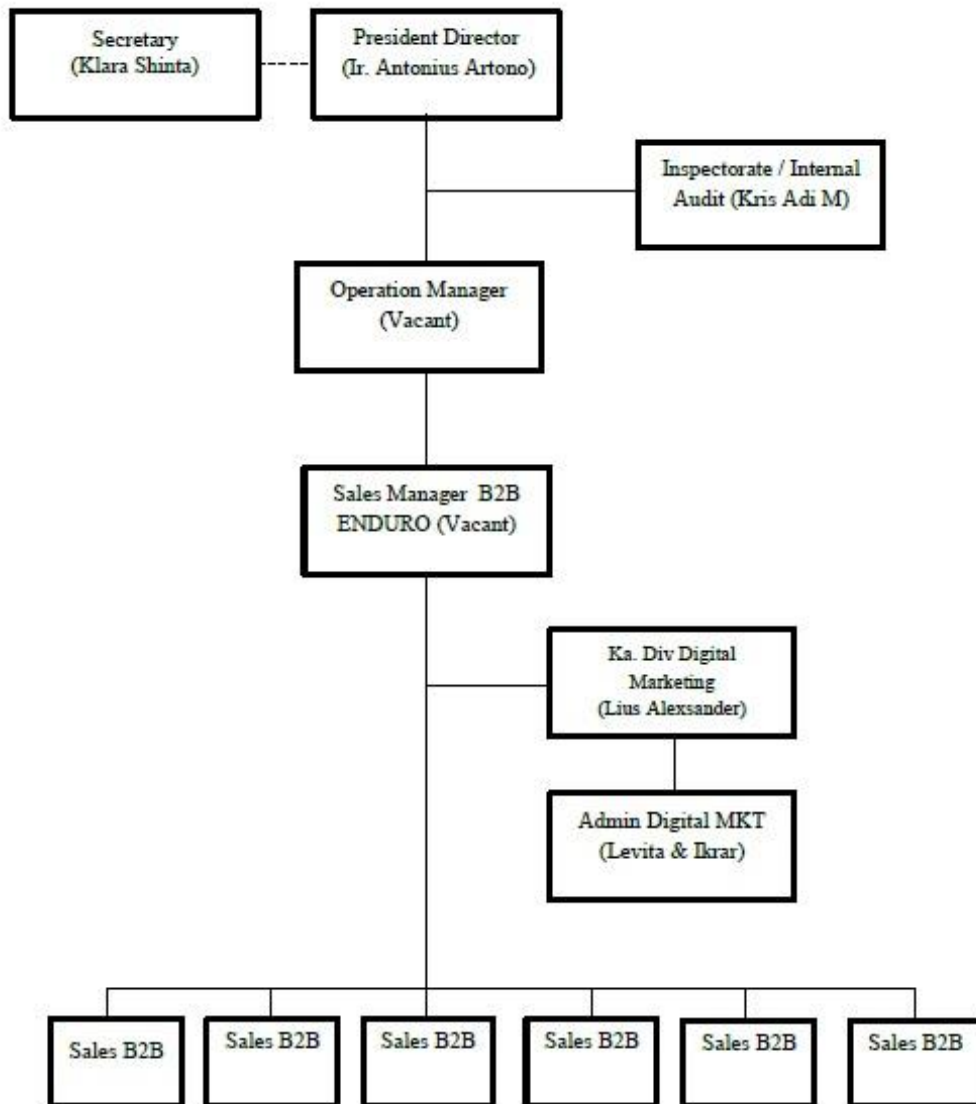 Secretary
(Klara Shinta)
President Director
(Ir. Antonius Artono)
Inspectorate / Internal
Audit (Kris Adi M)
Operation Manager
(Vacant)
Sales Manager B2B
ENDURO (Vacant)
Ka. Div Digital
Marketing
(Lius Alexsander)
Admin Digital MKT
(Levita & Ikrar)
Sales B2B
Sales B2B
Sales B2B
Sales B2B
Sales B2B
Sales B2B